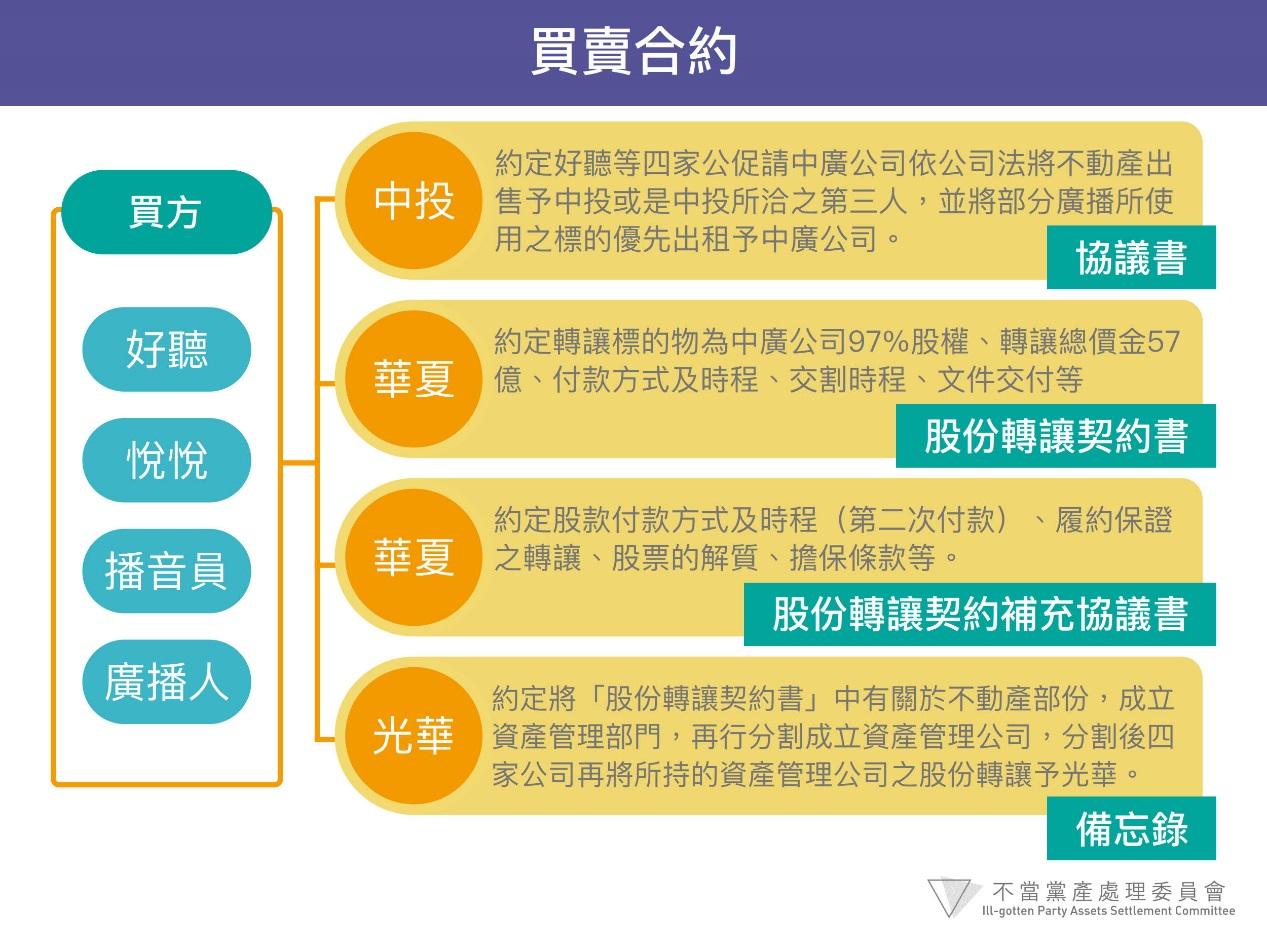 買賣合約
買方
好聽
悅悅
播音員
廣播人
中投
約定好聽等四家公促請中廣公司依公司法將不動產出
售予中投或是中投所洽之第三人，並將部分廣播所使
用之標的優先出租予中廣公司。
協議書
華夏
約定轉讓標的物為中廣公司97%股權、轉讓總價金57
億、付款方式及時程、交割時程、文件交付等
股份轉讓契約書
華夏
約定股款付款方式及時程（第二次付款）、履約保證
之轉讓、股票的解質、擔保條款等。
股份轉讓契約補充協議書
光華
約定將「股份轉讓契約書」中有關於不動產部份，成立
資產管理部門，再行分割成立資產管理公司，分割後四
家公司再將所持的資產管理公司之股份轉讓予光華。
備忘錄
不當黨產處理委員會
Ill-gotten Party Assets Settlement Committee